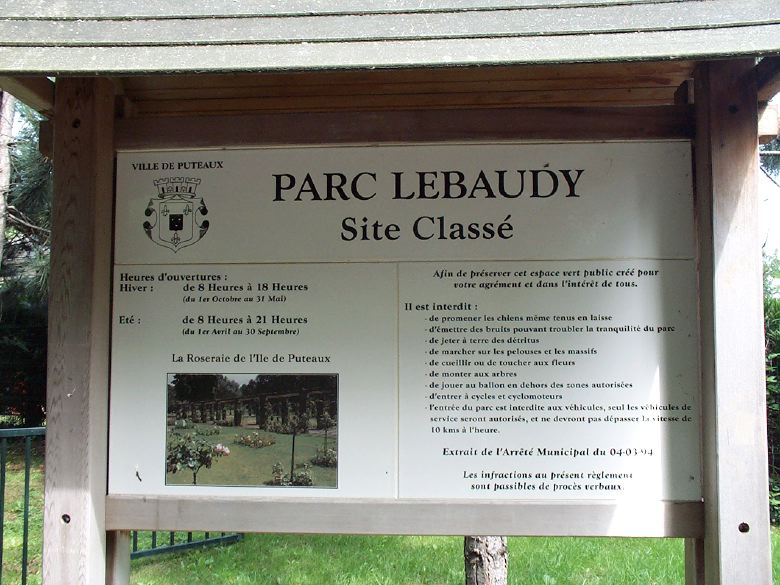 VILLE DE PUTEAUX
PARC LEBAUDY
Site Classé
Heures d'ouvertures :
Hiver : de 8 Heures à 18 Heures
(du 1er Octobre au 31 Mai)
Eté : de 8 Heures à 21 Heures
(du 1er Avril au 30 Septembre)
La Roseraie de l'Ile de Puteaux
Afin de préserver cet espace vert public créé pour
votre agrément et dans l'intérêt de tous.
Il est interdit :
- de promener les chiens même tenus en laisse
- d'émettre des bruits pouvant troubler la tranquilité du parc
- de jeter à terre des détritus
- de marcher sur les pelouses et les massifs
- de cueillir ou de toucher aux fleurs
- de monter aux arbres
- de jouer au ballon en dehors des zones autorisées
- d'entrer à cycles et cyclomoteurs
- l'entrée du parc est interdite aux véhicules, seul les véhicules de
service seront autorisés, et ne devront pas dépasser la vitesse de
10 kms à l'heure.
Extrait de l'Arrêté Municipal du 04-03-94
Les infractions au présent règlement
sont passibles de procès verbaux.